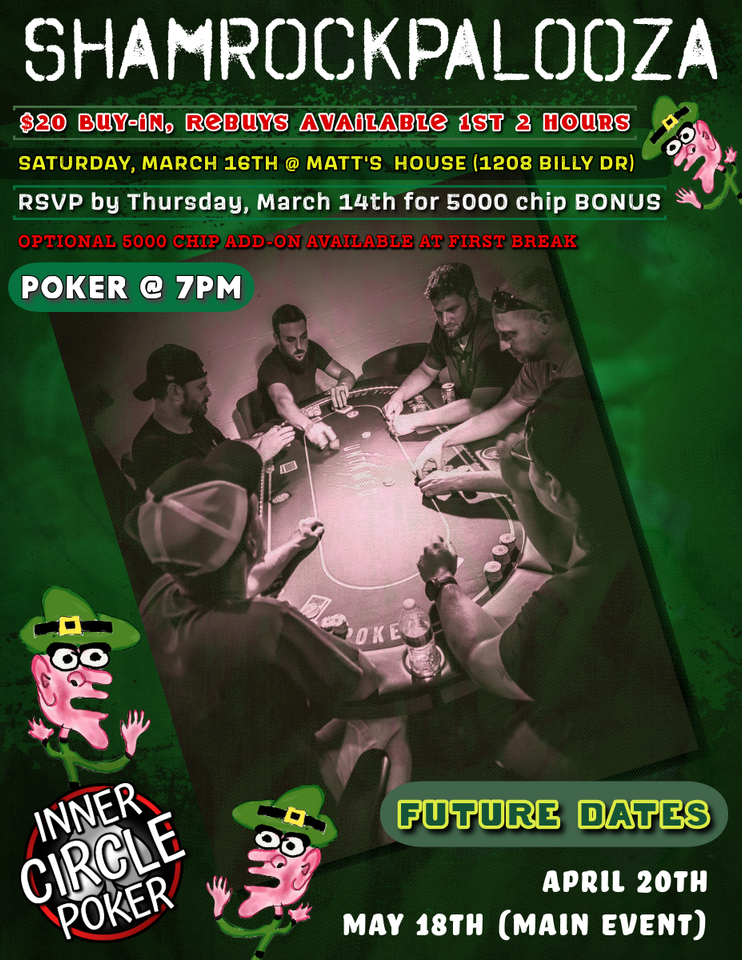 SHAMROCKPALOOZA
$20 BUY-iN, ReBUYS AVAiLABLe 1ST 2 HOURS
SATURDAY, MARCH 16TH @ MATT'S HOUSE (1208 BILLY DR)
RSVP by Thursday, March 14th for 5000 chip BONUS
OPTIONAL 5000 CHIP ADD-ON AVAILABLE AT FIRST BREAK
POKER @ 7PM
POKE
FUTURE DATES
INNER
CIRCLE
POKER
APRIL 20TH
MAY 18TH (MAIN EVENT)